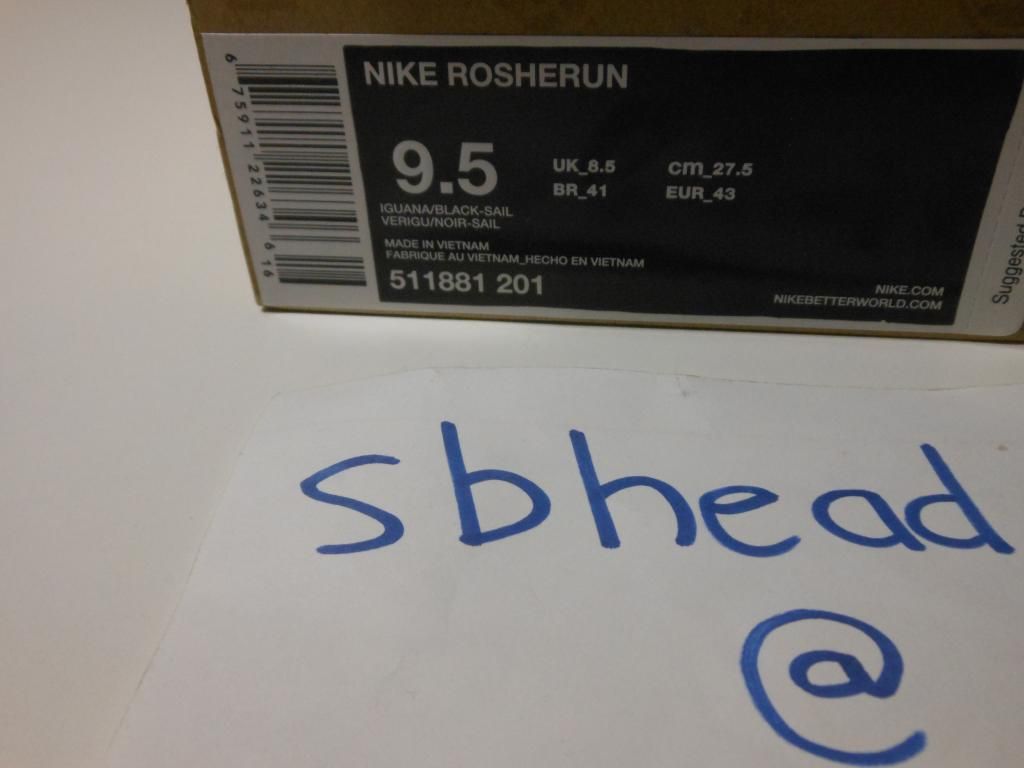 NIKE ROSHERUN
9.5
UK_8.5 cm_27.5
BR_41 EUR_43
IGUANA/BLACK-SAIL
VERIGU/NOIR-SAIL
MADE IN VIETNAM
FABRIQUE AU VIETNAM_HECHO EN VIETNAM
511881 201
NIKE.COM
NIKEBETTERWORLD.COM
6 75911 22634 6 16
Suggested
sbhead
@